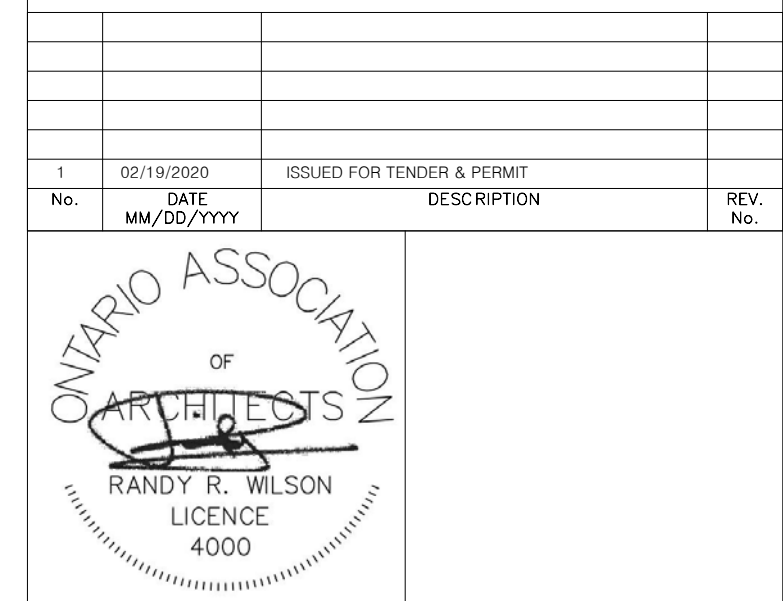 1 02/19/2020 ISSUED FOR TENDER & PERMIT
No. DATE MM/DD/YYYY DESCRIPTION REV. No.
ONTARIO ASSOCIATION
OF
ARCHITECTS
RANDY R. WILSON
LICENCE
4000